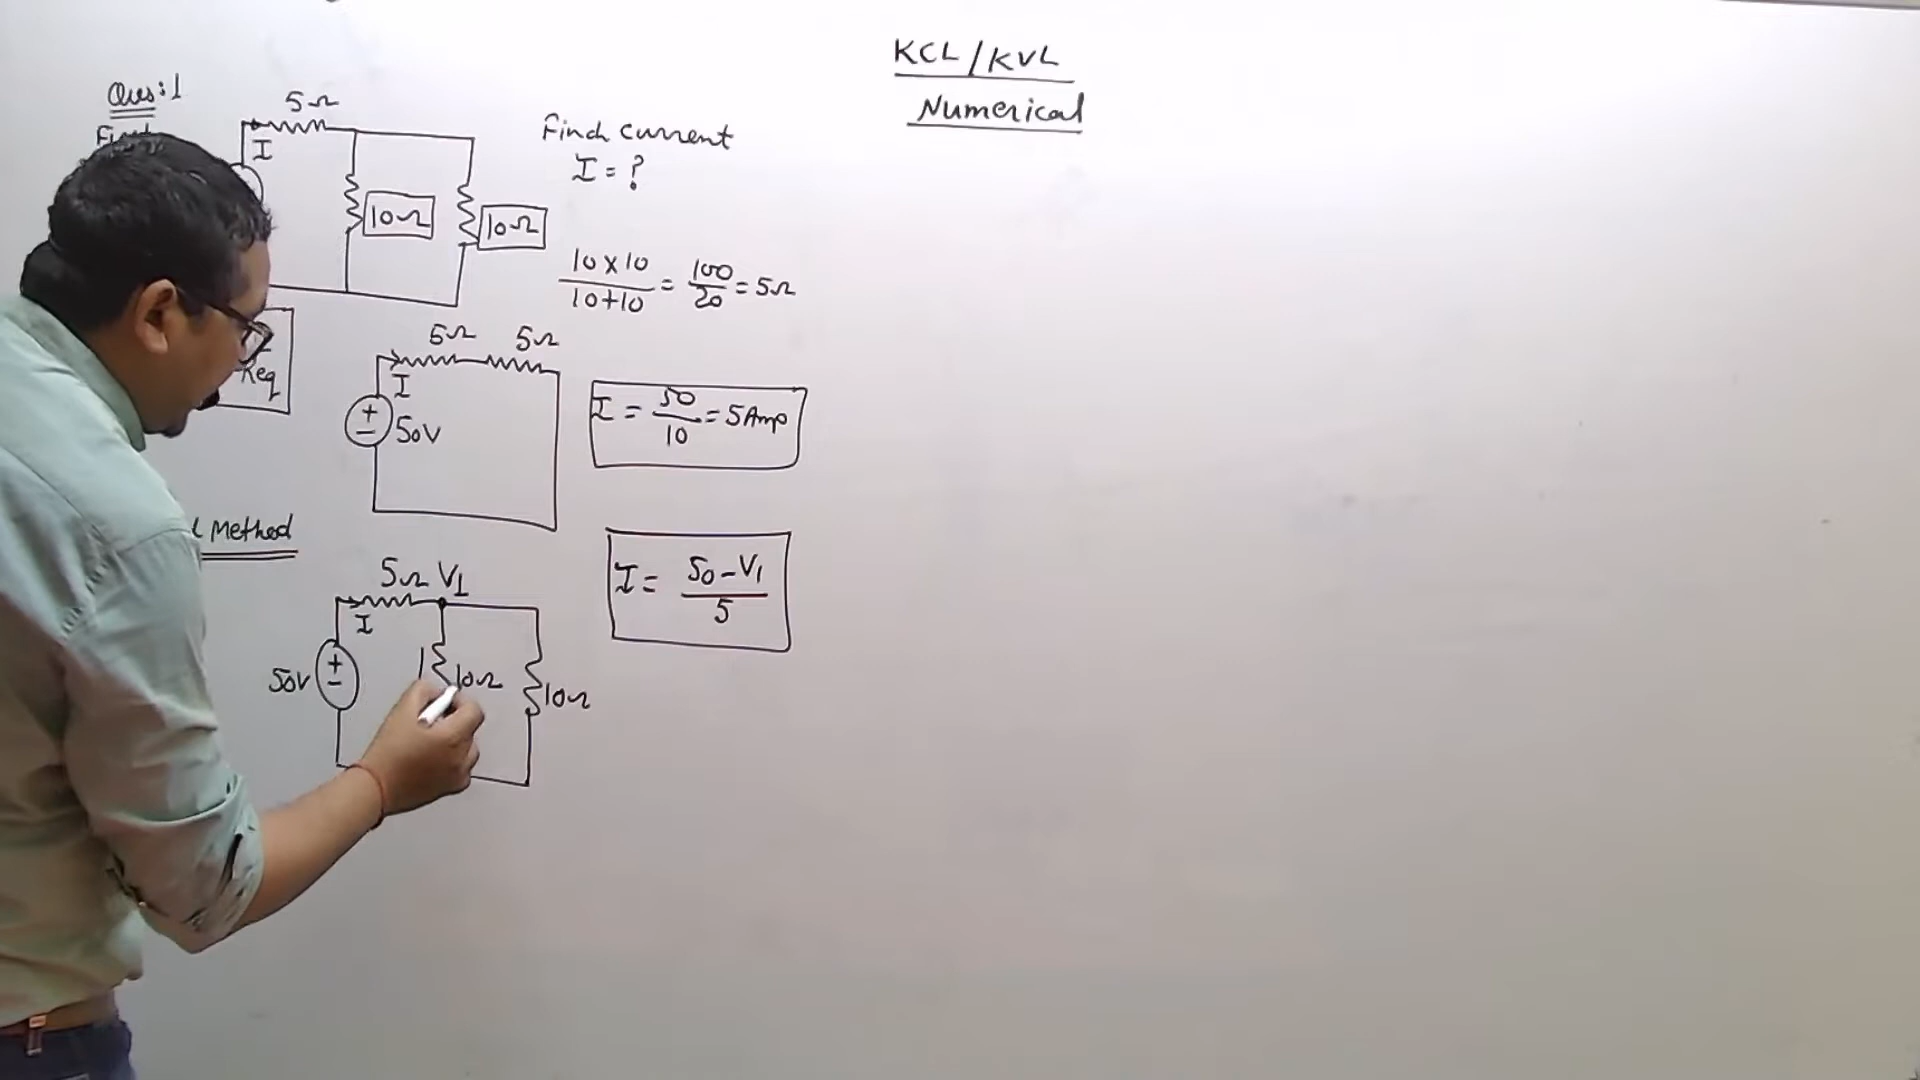 KCL/KVL
Numerical
Ques:1
5Ω
I
10Ω
10Ω
Find current
I = ?
10 x 10 / 10+10 = 100/20 = 5Ω
Req
5Ω 5Ω
I
+
−
50V
I = 50/10 = 5Amp
Method
5Ω V1
I
50V
+
−
10Ω
10Ω
I = 50-V1 / 5